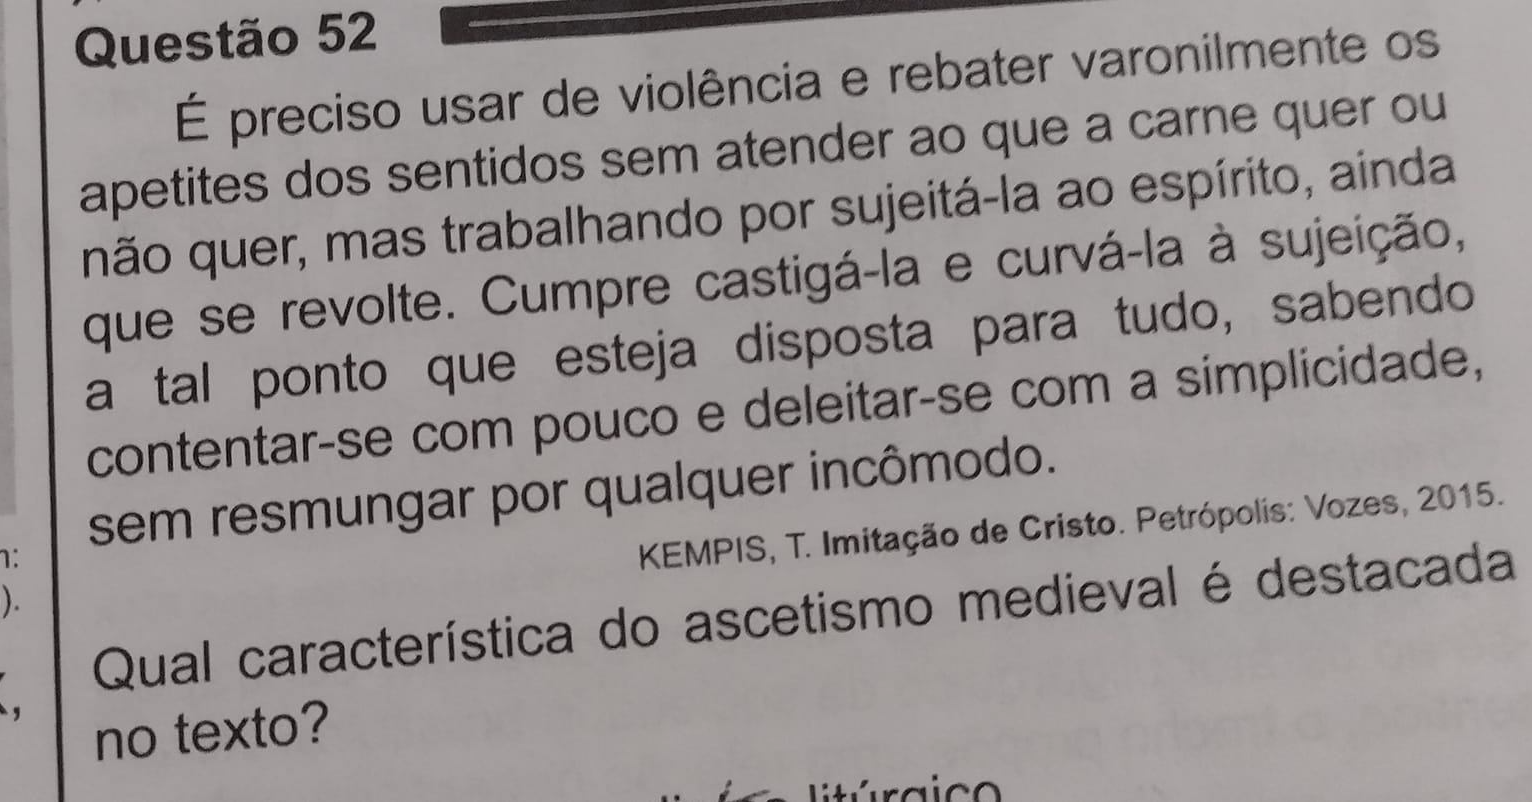 Questão 52
É preciso usar de violência e rebater varonilmente os
apetites dos sentidos sem atender ao que a carne quer ou
não quer, mas trabalhando por sujeitá-la ao espírito, ainda
que se revolte. Cumpre castigá-la e curvá-la à sujeição,
a tal ponto que esteja disposta para tudo, sabendo
contentar-se com pouco e deleitar-se com a simplicidade,
sem resmungar por qualquer incômodo.
KEMPIS, T. Imitação de Cristo. Petrópolis: Vozes, 2015.
Qual característica do ascetismo medieval é destacada
no texto?
litúrgico